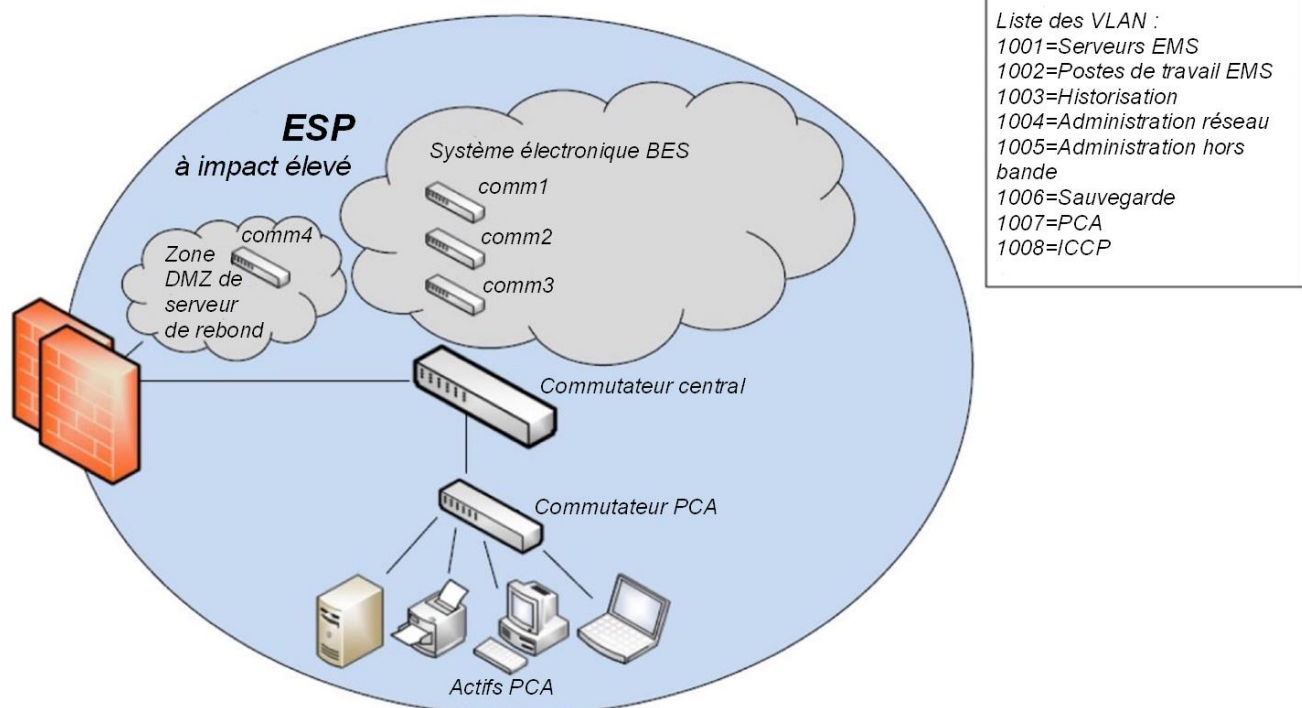 ESP
à impact élevé
Système électronique BES
comm1
comm2
comm3
comm4
Zone
DMZ de
serveur
de rebond
Commutateur central
Commutateur PCA
Actifs PCA
Liste des VLAN :
1001=Serveurs EMS
1002=Postes de travail EMS
1003=Historisation
1004=Administration réseau
1005=Administration hors
bande
1006=Sauvegarde
1007=PCA
1008=ICCP